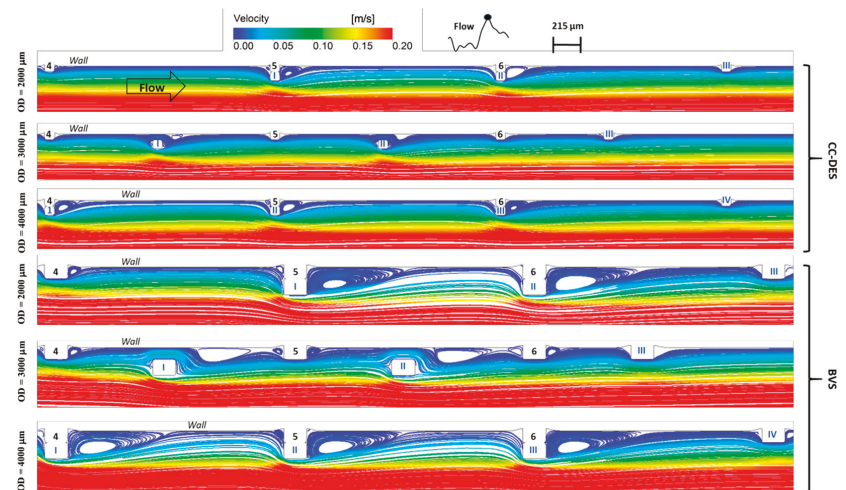 Velocity [m/s]
0.00 0.05 0.10 0.15 0.20
Flow
215 µm
OD = 2000 µm
Wall
4 5 6 III
I II
Flow
CC-DES
OD = 3000 µm
Wall
4 I II 5 6 III
OD = 4000 µm
Wall
4 5 6 IV
1 II III
OD = 2000 µm
Wall
4 5 6 III
I II
BVS
OD = 3000 µm
Wall
4 5 6 III
I II
OD = 4000 µm
Wall
4 5 6 IV
I II III